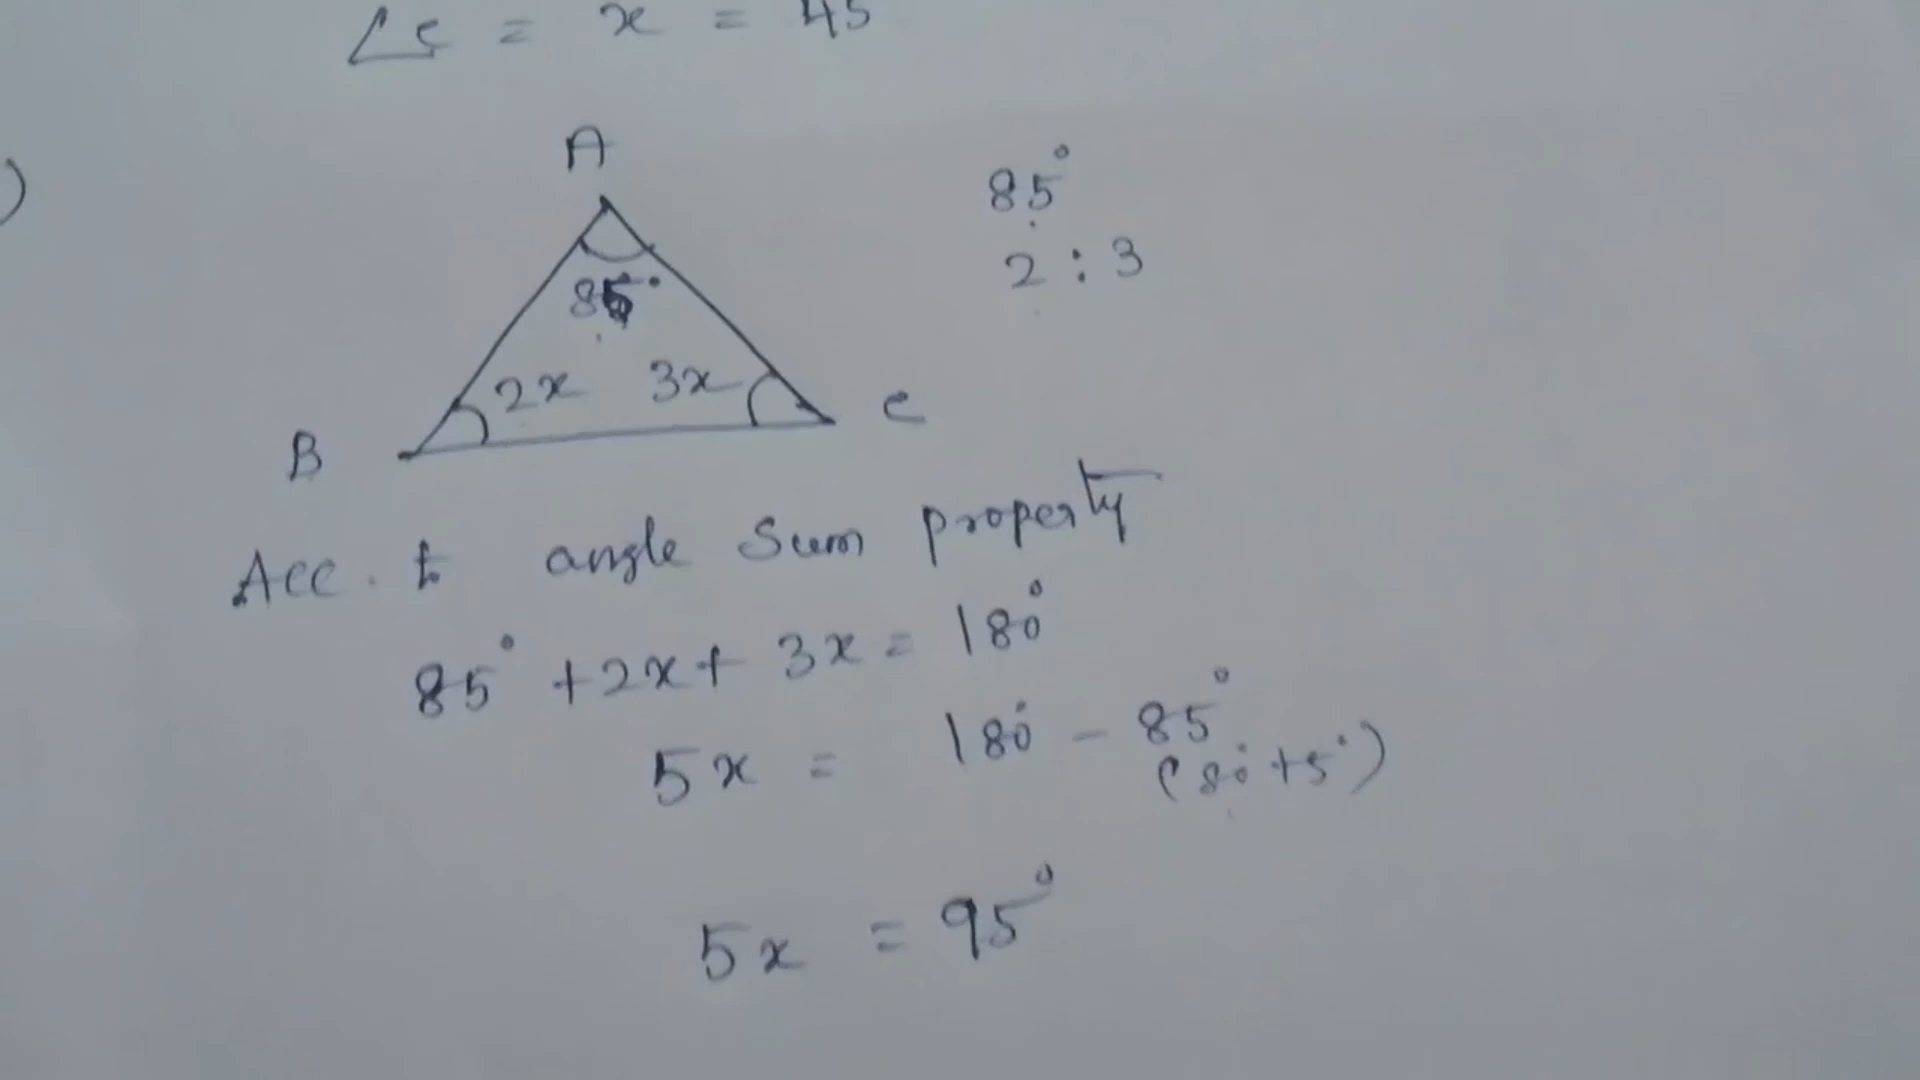 ∠c = x = 45
)
A
85°
85°
2 : 3
2x 3x
B
c
Acc. to angle sum property
85° + 2x + 3x = 180°
5x = 180° - 85°
(80° + 5°)
5x = 95°